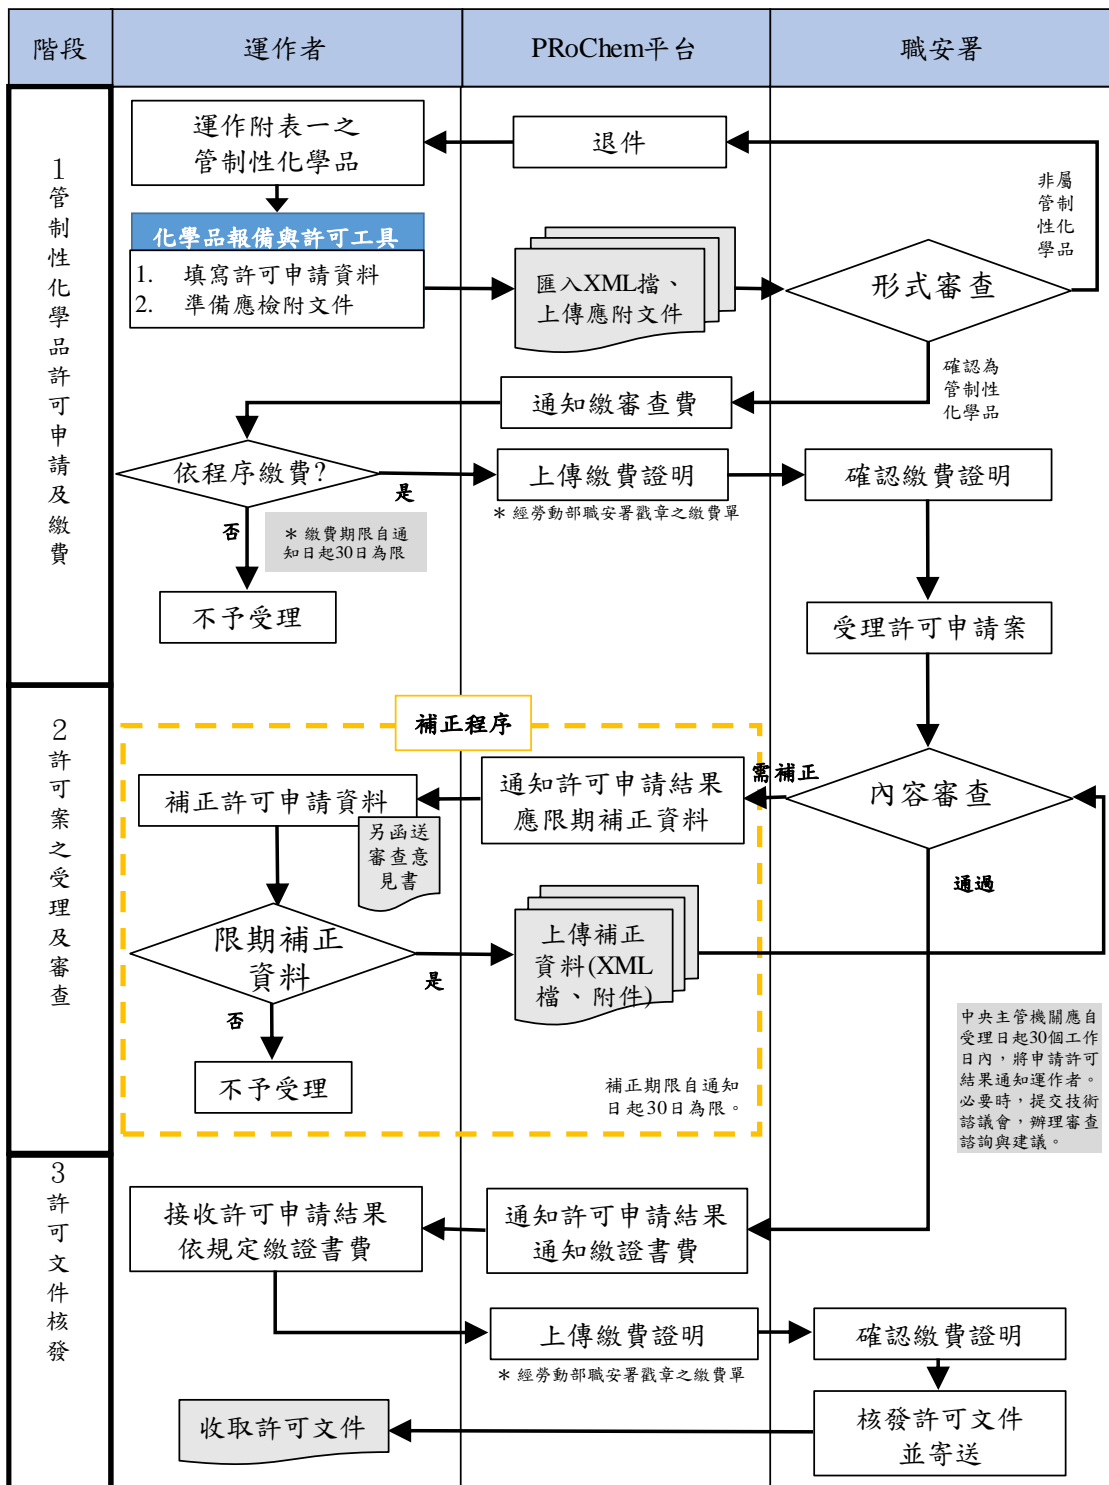 階段
運作者
PRoChem平台
職安署
1
管
制
性
化
學
品
許
可
申
請
及
繳
費
運作附表一之
管制性化學品
退件
非屬
管制
性化
學品
化學品報備與許可工具
1. 填寫許可申請資料
2. 準備應檢附文件
匯入XML檔、
上傳應附文件
形式審查
確認為
管制性
化學品
通知繳審查費
依程序繳費?
是
上傳繳費證明
確認繳費證明
＊經勞動部職安署戳章之繳費單
否
＊繳費期限自通
知日起30日為限
不予受理
受理許可申請案
2
許
可
案
之
受
理
及
審
查
補正程序
補正許可申請資料
另函送
審查意
見書
通知許可申請結果
應限期補正資料
需補正
內容審查
通過
限期補正
資料
是
上傳補正
資料(XML
檔、附件)
否
不予受理
補正期限自通知
日起30日為限。
中央主管機關應自
受理日起30個工作
日內，將申請許可
結果通知運作者。
必要時，提交技術
諮議會，辦理審查
諮詢與建議。
3
許
可
文
件
核
發
接收許可申請結果
依規定繳證書費
通知許可申請結果
通知繳證書費
上傳繳費證明
確認繳費證明
＊經勞動部職安署戳章之繳費單
收取許可文件
核發許可文件
並寄送